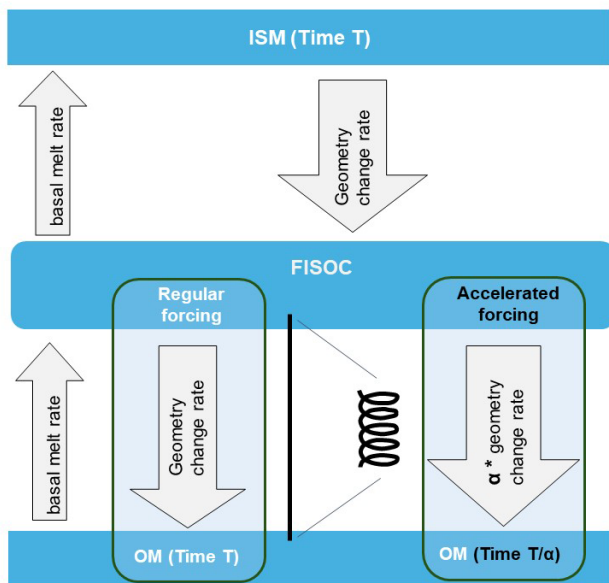 ISM (Time T)
basal melt rate
Geometry
change rate
FISOC
Regular
forcing
Accelerated
forcing
basal melt rate
Geometry
change rate
α * geometry
change rate
OM (Time T)
OM (Time T/α)